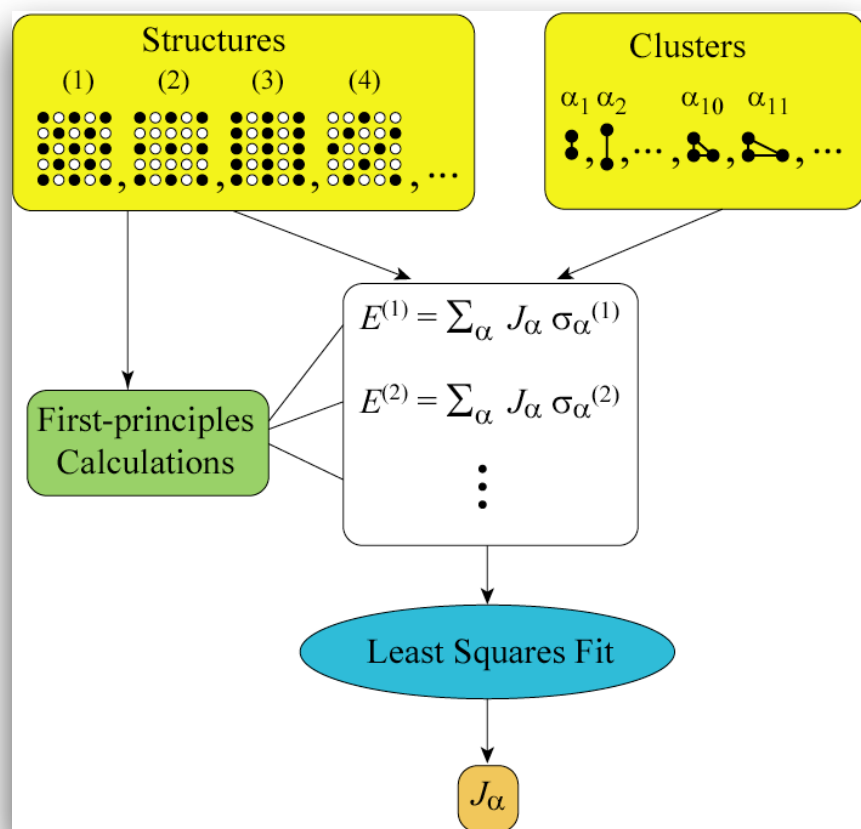 Structures
(1) (2) (3) (4)
, , , , ...
Clusters
α₁ α₂ α₁₀ α₁₁
, , ..., , , ...
E⁽¹⁾ = ∑α Jα σα⁽¹⁾
E⁽²⁾ = ∑α Jα σα⁽²⁾
⋮
First-principles
Calculations
Least Squares Fit
Jα